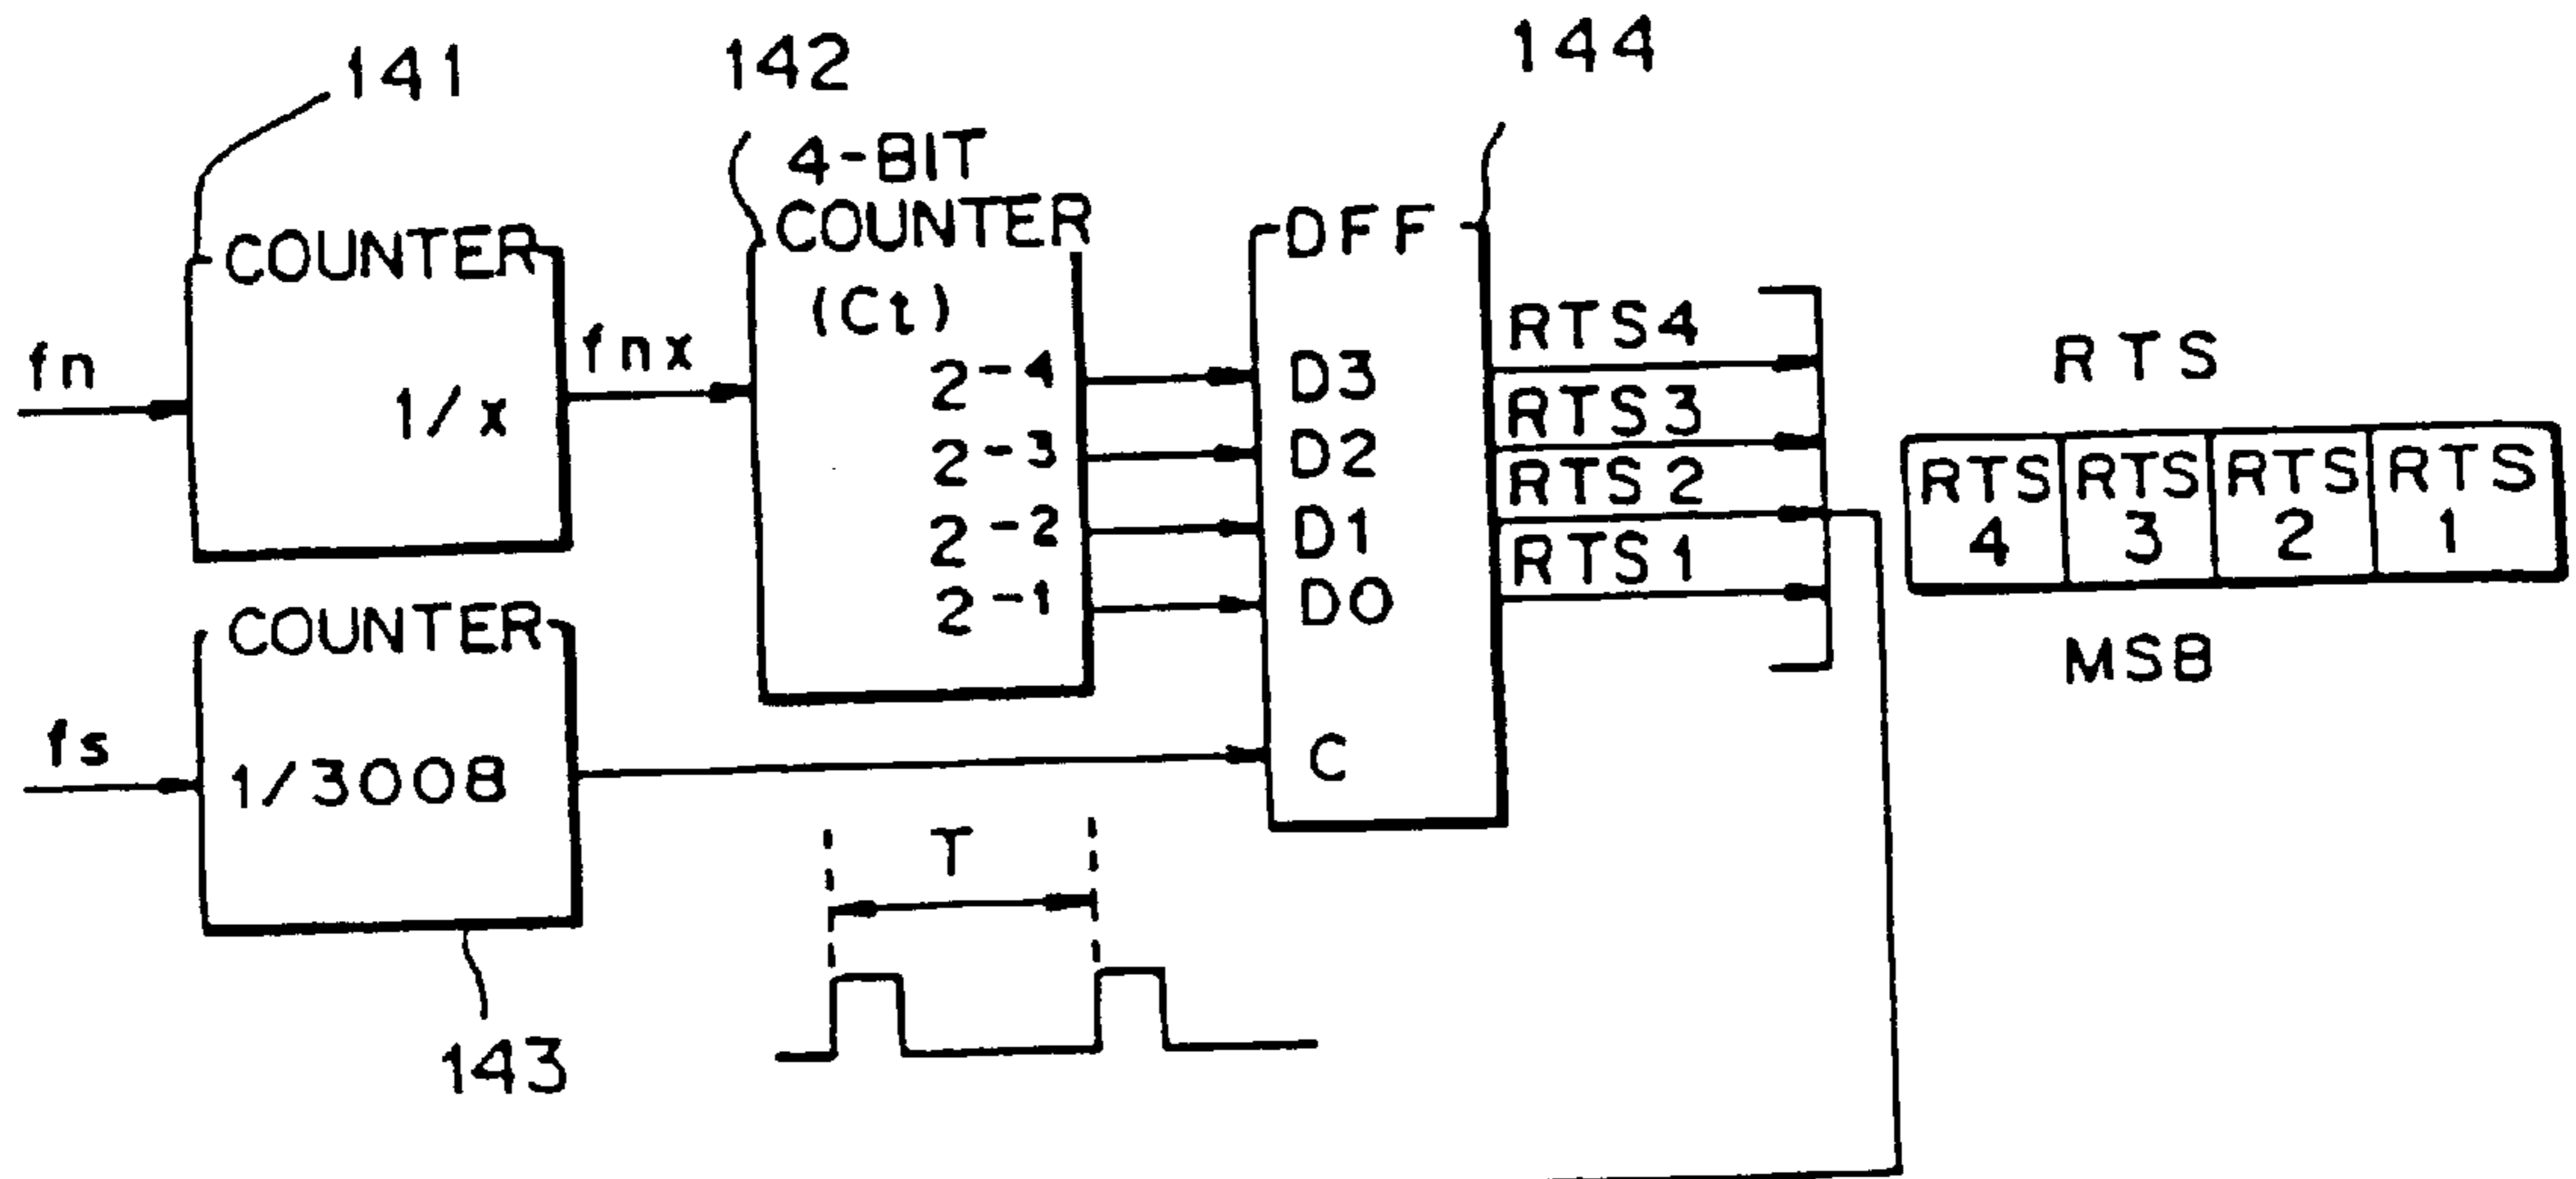 141
142
144
COUNTER
1/x
fn
fnx
4-BIT
COUNTER
(Ct)
2-4
2-3
2-2
2-1
DFF
D3
D2
D1
D0
C
RTS4
RTS3
RTS2
RTS1
RTS
RTS 4
RTS 3
RTS 2
RTS 1
MSB
COUNTER
1/3008
fs
143
T